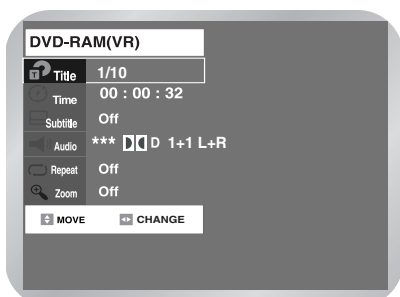 DVD-RAM(VR)
Title 1/10
Time 00 : 00 : 32
Subtitle Off
Audio *** D 1+1 L+R
Repeat Off
Zoom Off
MOVE CHANGE